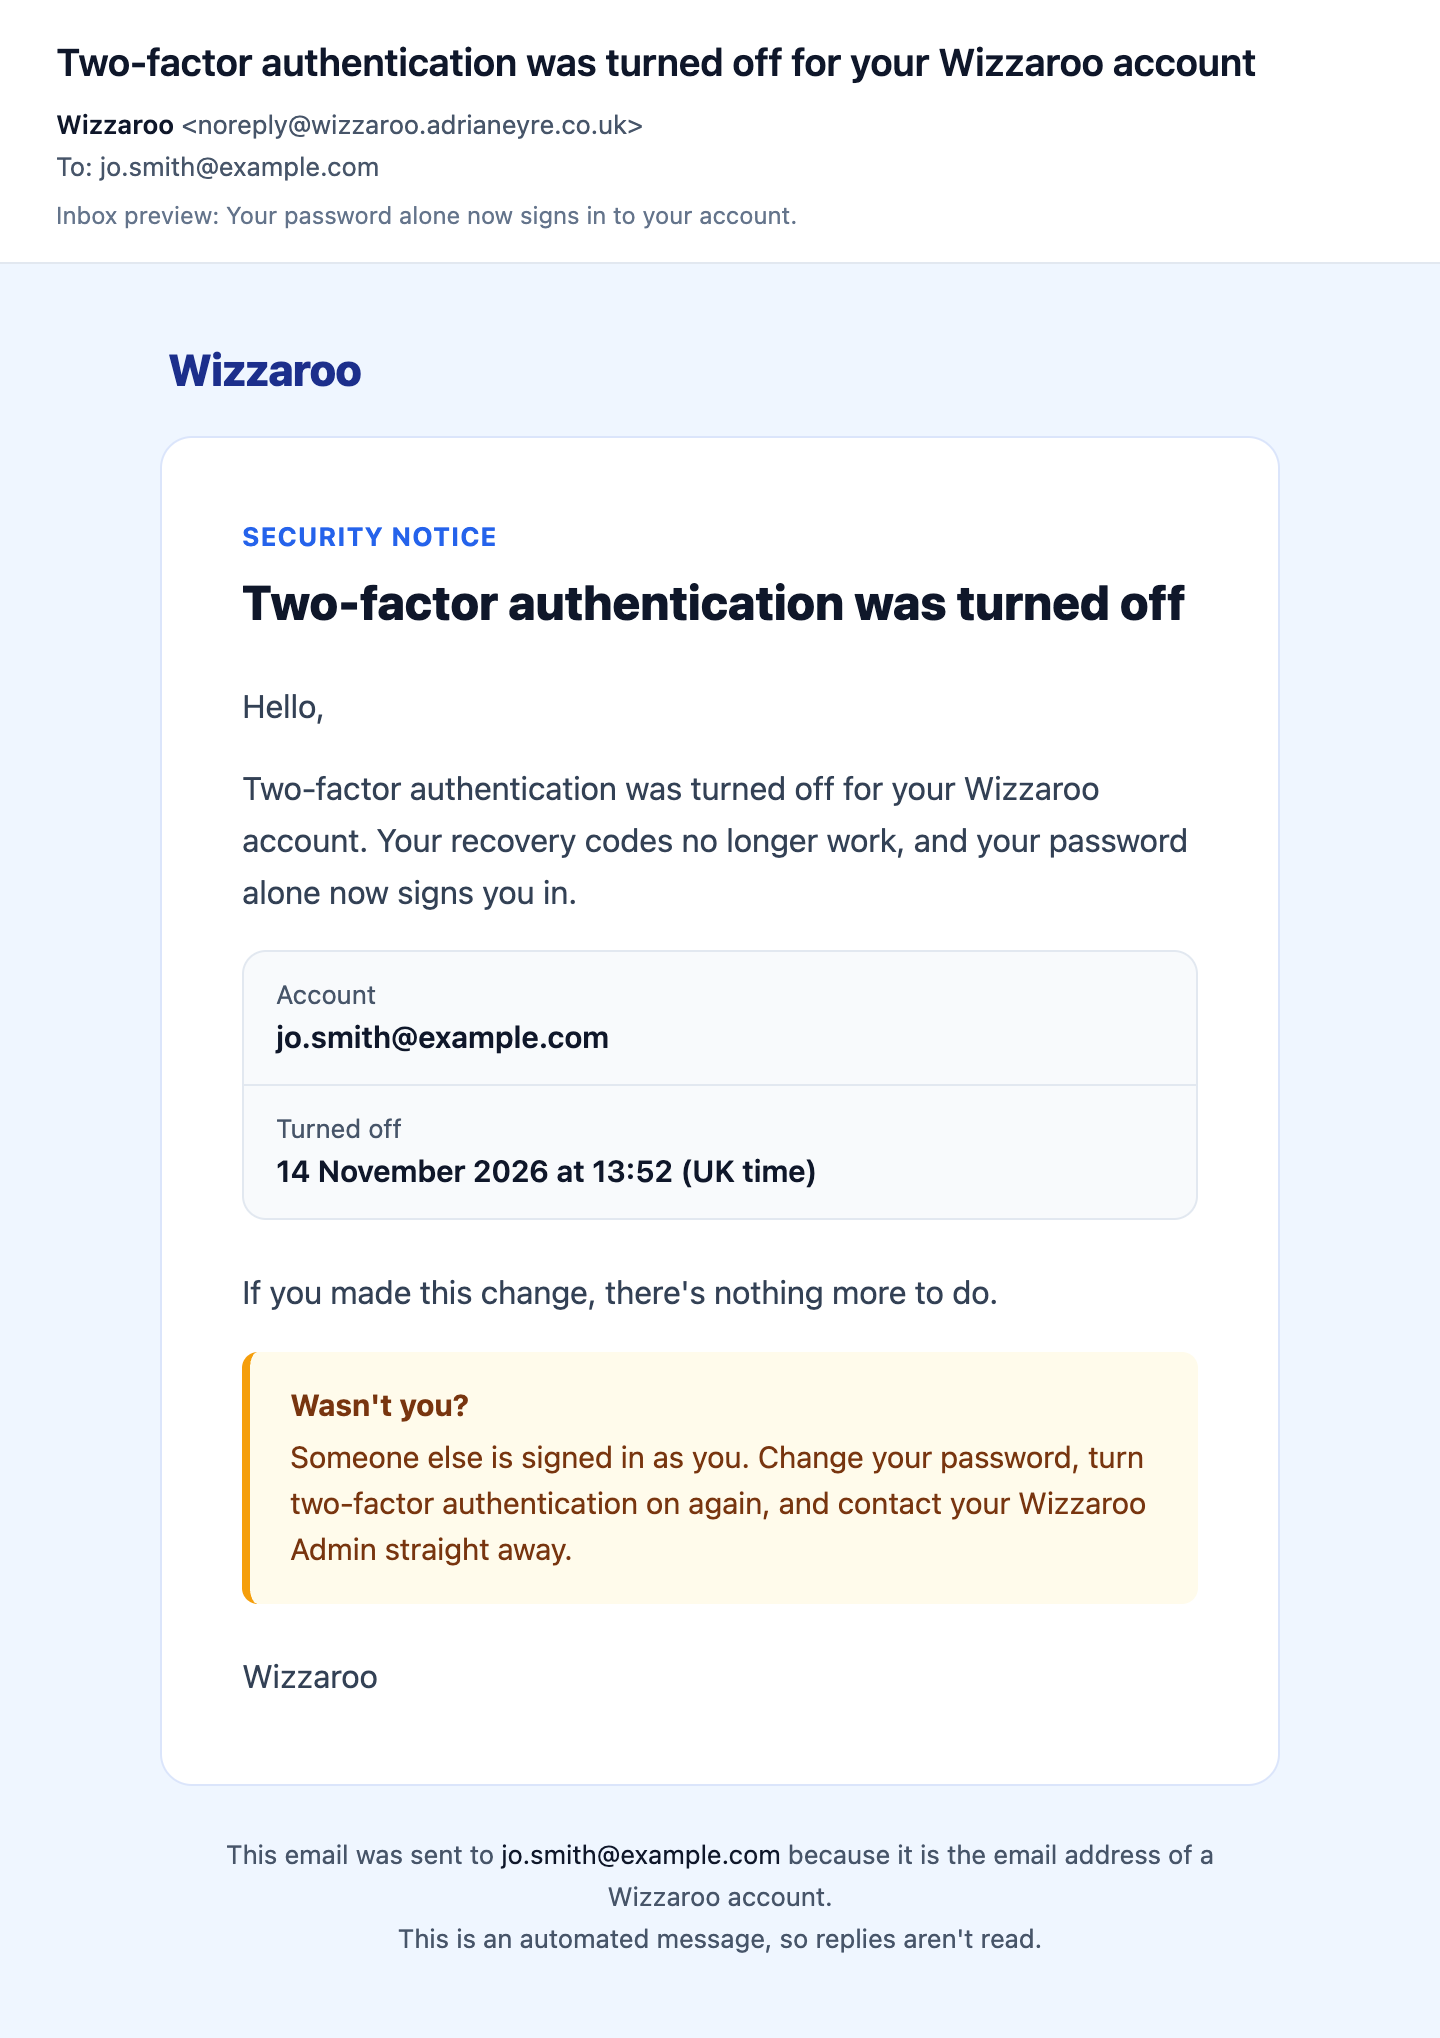 Two-factor authentication was turned off for your Wizzaroo account
Wizzaroo <noreply@wizzaroo.adrianeyre.co.uk>
To: jo.smith@example.com
Inbox preview: Your password alone now signs in to your account.
Wizzaroo
SECURITY NOTICE
Two-factor authentication was turned off
Hello,
Two-factor authentication was turned off for your Wizzaroo
account. Your recovery codes no longer work, and your password
alone now signs you in.
Account
jo.smith@example.com
Turned off
14 November 2026 at 13:52 (UK time)
If you made this change, there's nothing more to do.
Wasn't you?
Someone else is signed in as you. Change your password, turn
two-factor authentication on again, and contact your Wizzaroo
Admin straight away.
Wizzaroo
This email was sent to jo.smith@example.com because it is the email address of a
Wizzaroo account.
This is an automated message, so replies aren't read.